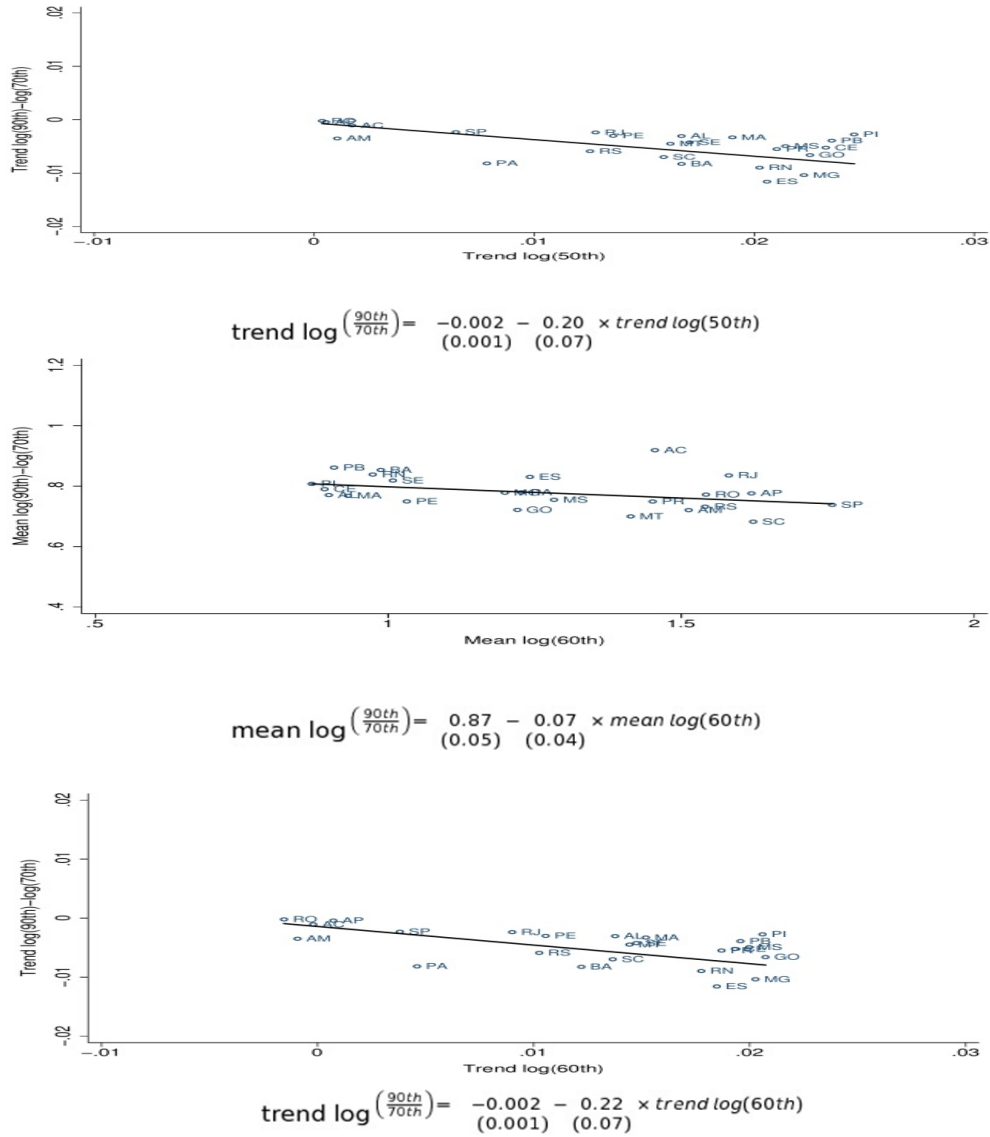 Trend log(90th)-log(70th)
.02
.01
0
-.01
-.02
RO
AC
AM
SP
PA
RJ
PE
RS
AL
MT
SE
SC
BA
MA
PI
PB
MS
CE
PR
GO
RN
MG
ES
-.01 0 .01 .02 .03
Trend log(50th)
trend log (90th/70th) = -0.002 - 0.20 × trend log(50th)
(0.001) (0.07)
Mean log(90th)-log(70th)
1.2
1
.8
.6
.4
AC
PB
BA
RN
SE
ES
RJ
PI
CE
AL
MA
PE
MS
GO
PR
MT
RO
AP
AM
RS
SC
SP
.5 1 1.5 2
Mean log(60th)
mean log (90th/70th) = 0.87 - 0.07 × mean log(60th)
(0.05) (0.04)
Trend log(90th)-log(70th)
.02
.01
0
-.01
-.02
RO
AP
AC
AM
SP
PA
RJ
PE
RS
BA
AL
MA
SE
MT
SC
PI
PB
MS
PR
CE
GO
RN
MG
ES
-.01 0 .01 .02 .03
Trend log(60th)
trend log (90th/70th) = -0.002 - 0.22 × trend log(60th)
(0.001) (0.07)